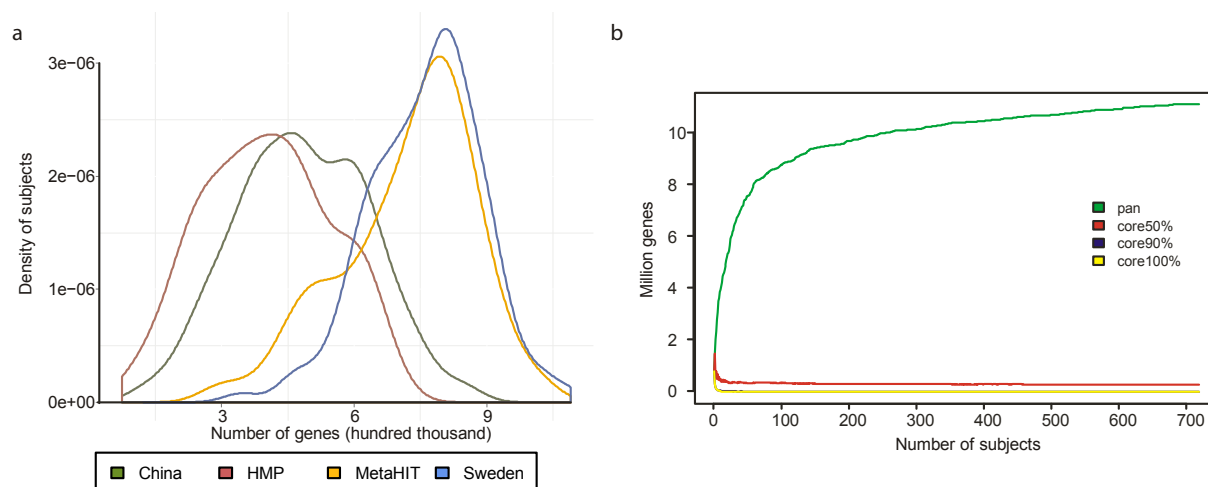 a
3e−06
2e−06
1e−06
0e+00
Density of subjects
3 6 9
Number of genes (hundred thousand)
China HMP MetaHIT Sweden
b
10
8
6
4
2
0
Million genes
pan
core50%
core90%
core100%
0 100 200 300 400 500 600 700
Number of subjects